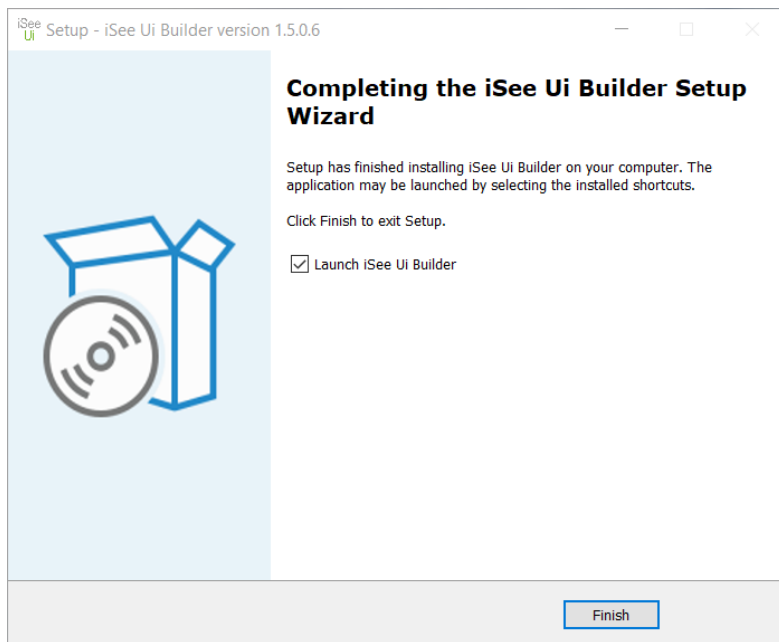 iSee
Ui
Setup - iSee Ui Builder version 1.5.0.6
Completing the iSee Ui Builder Setup
Wizard
Setup has finished installing iSee Ui Builder on your computer. The
application may be launched by selecting the installed shortcuts.
Click Finish to exit Setup.
Launch iSee Ui Builder
Finish